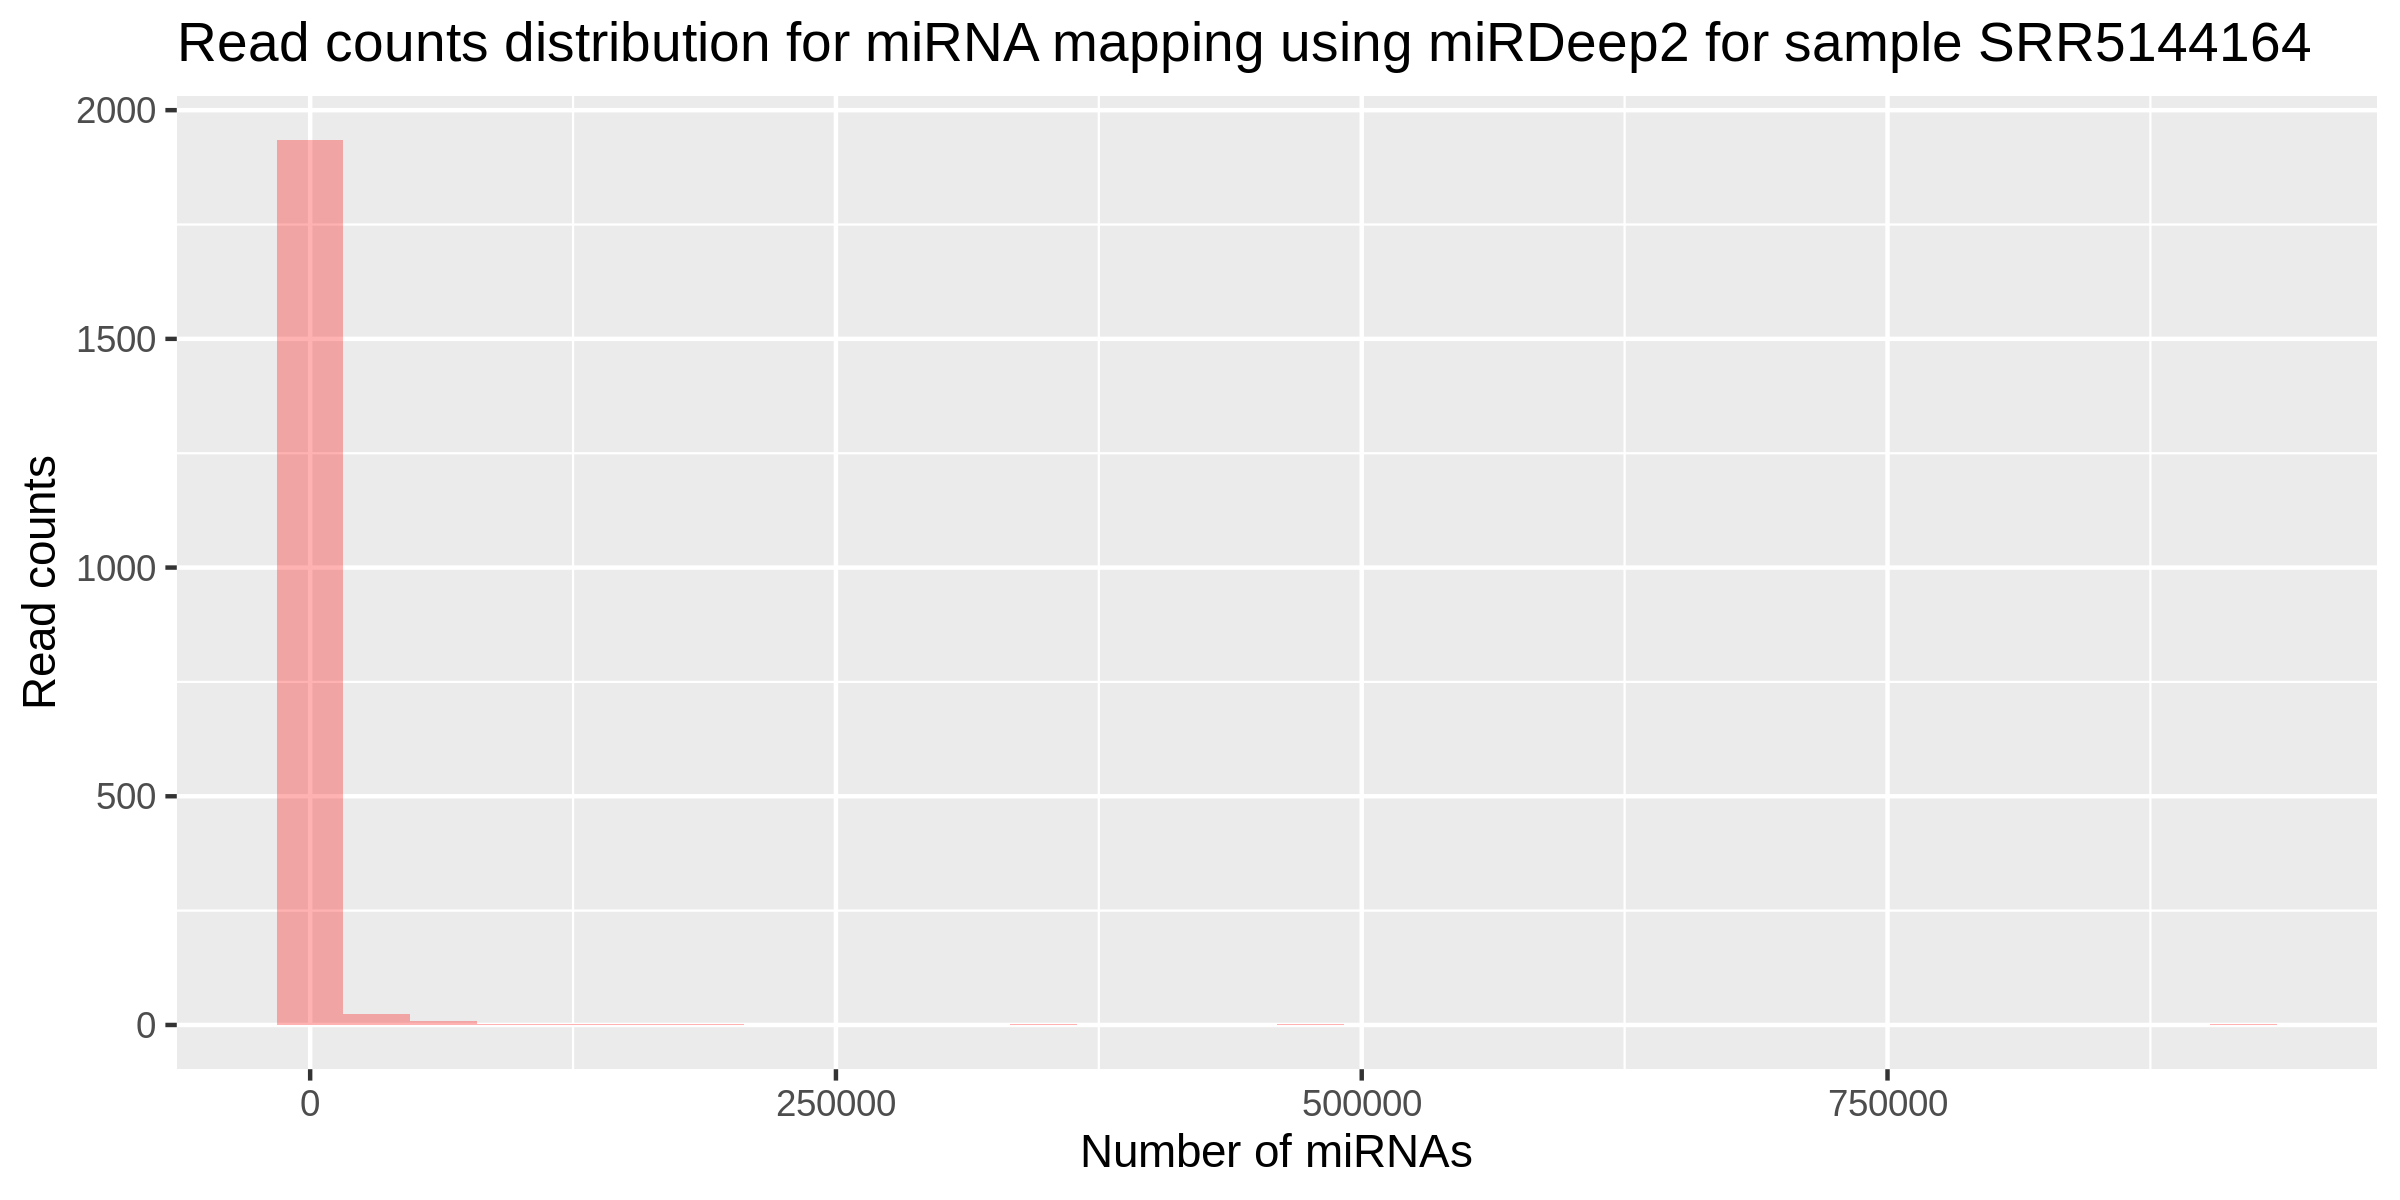 Read counts distribution for miRNA mapping using miRDeep2 for sample SRR5144164
2000
1500
1000
500
0
Read counts
0 250000 500000 750000
Number of miRNAs